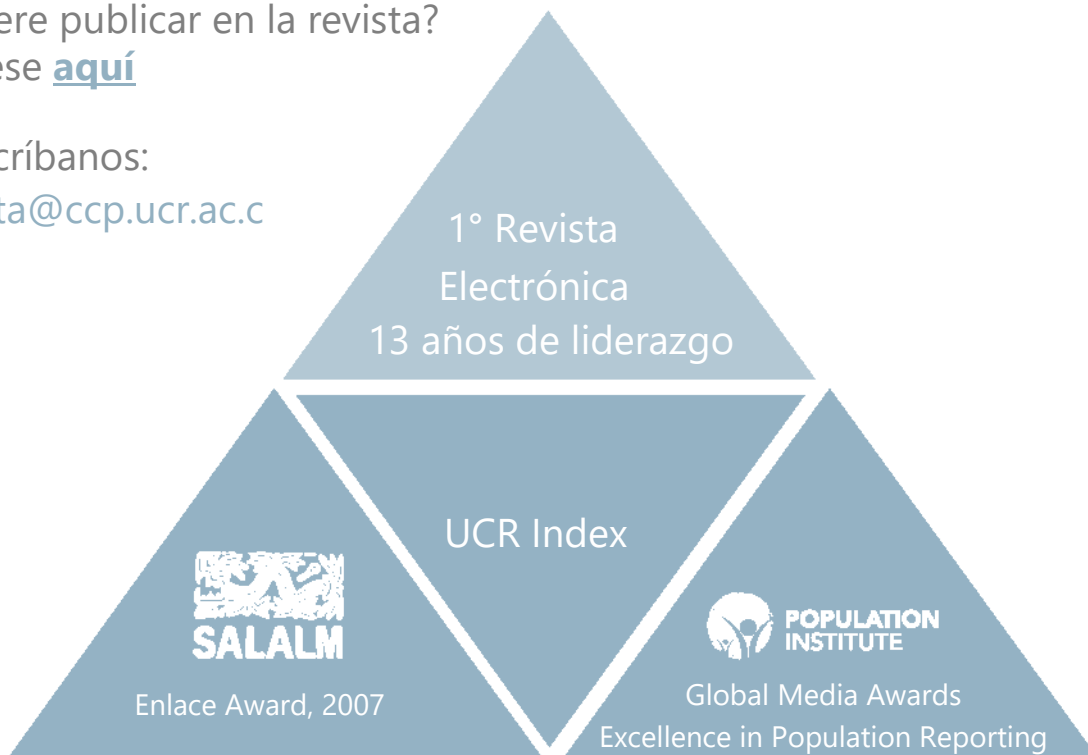 ere publicar en la revista?
ese aquí
críbanos:
ta@ccp.ucr.ac.c
1° Revista
Electrónica
13 años de liderazgo
UCR Index
SALALM
Enlace Award, 2007
POPULATION
INSTITUTE
Global Media Awards
Excellence in Population Reporting